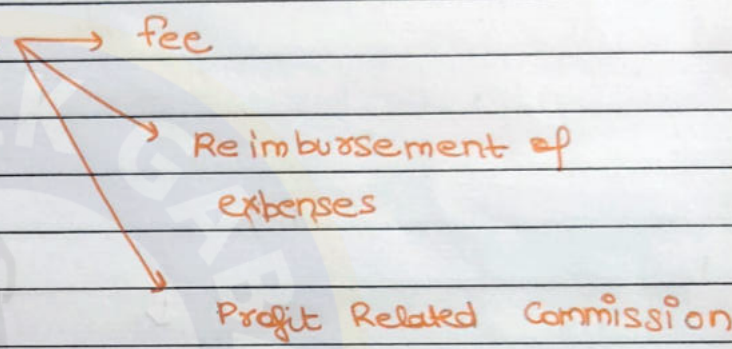 fee
Reimbursement of
expenses
Profit Related Commission